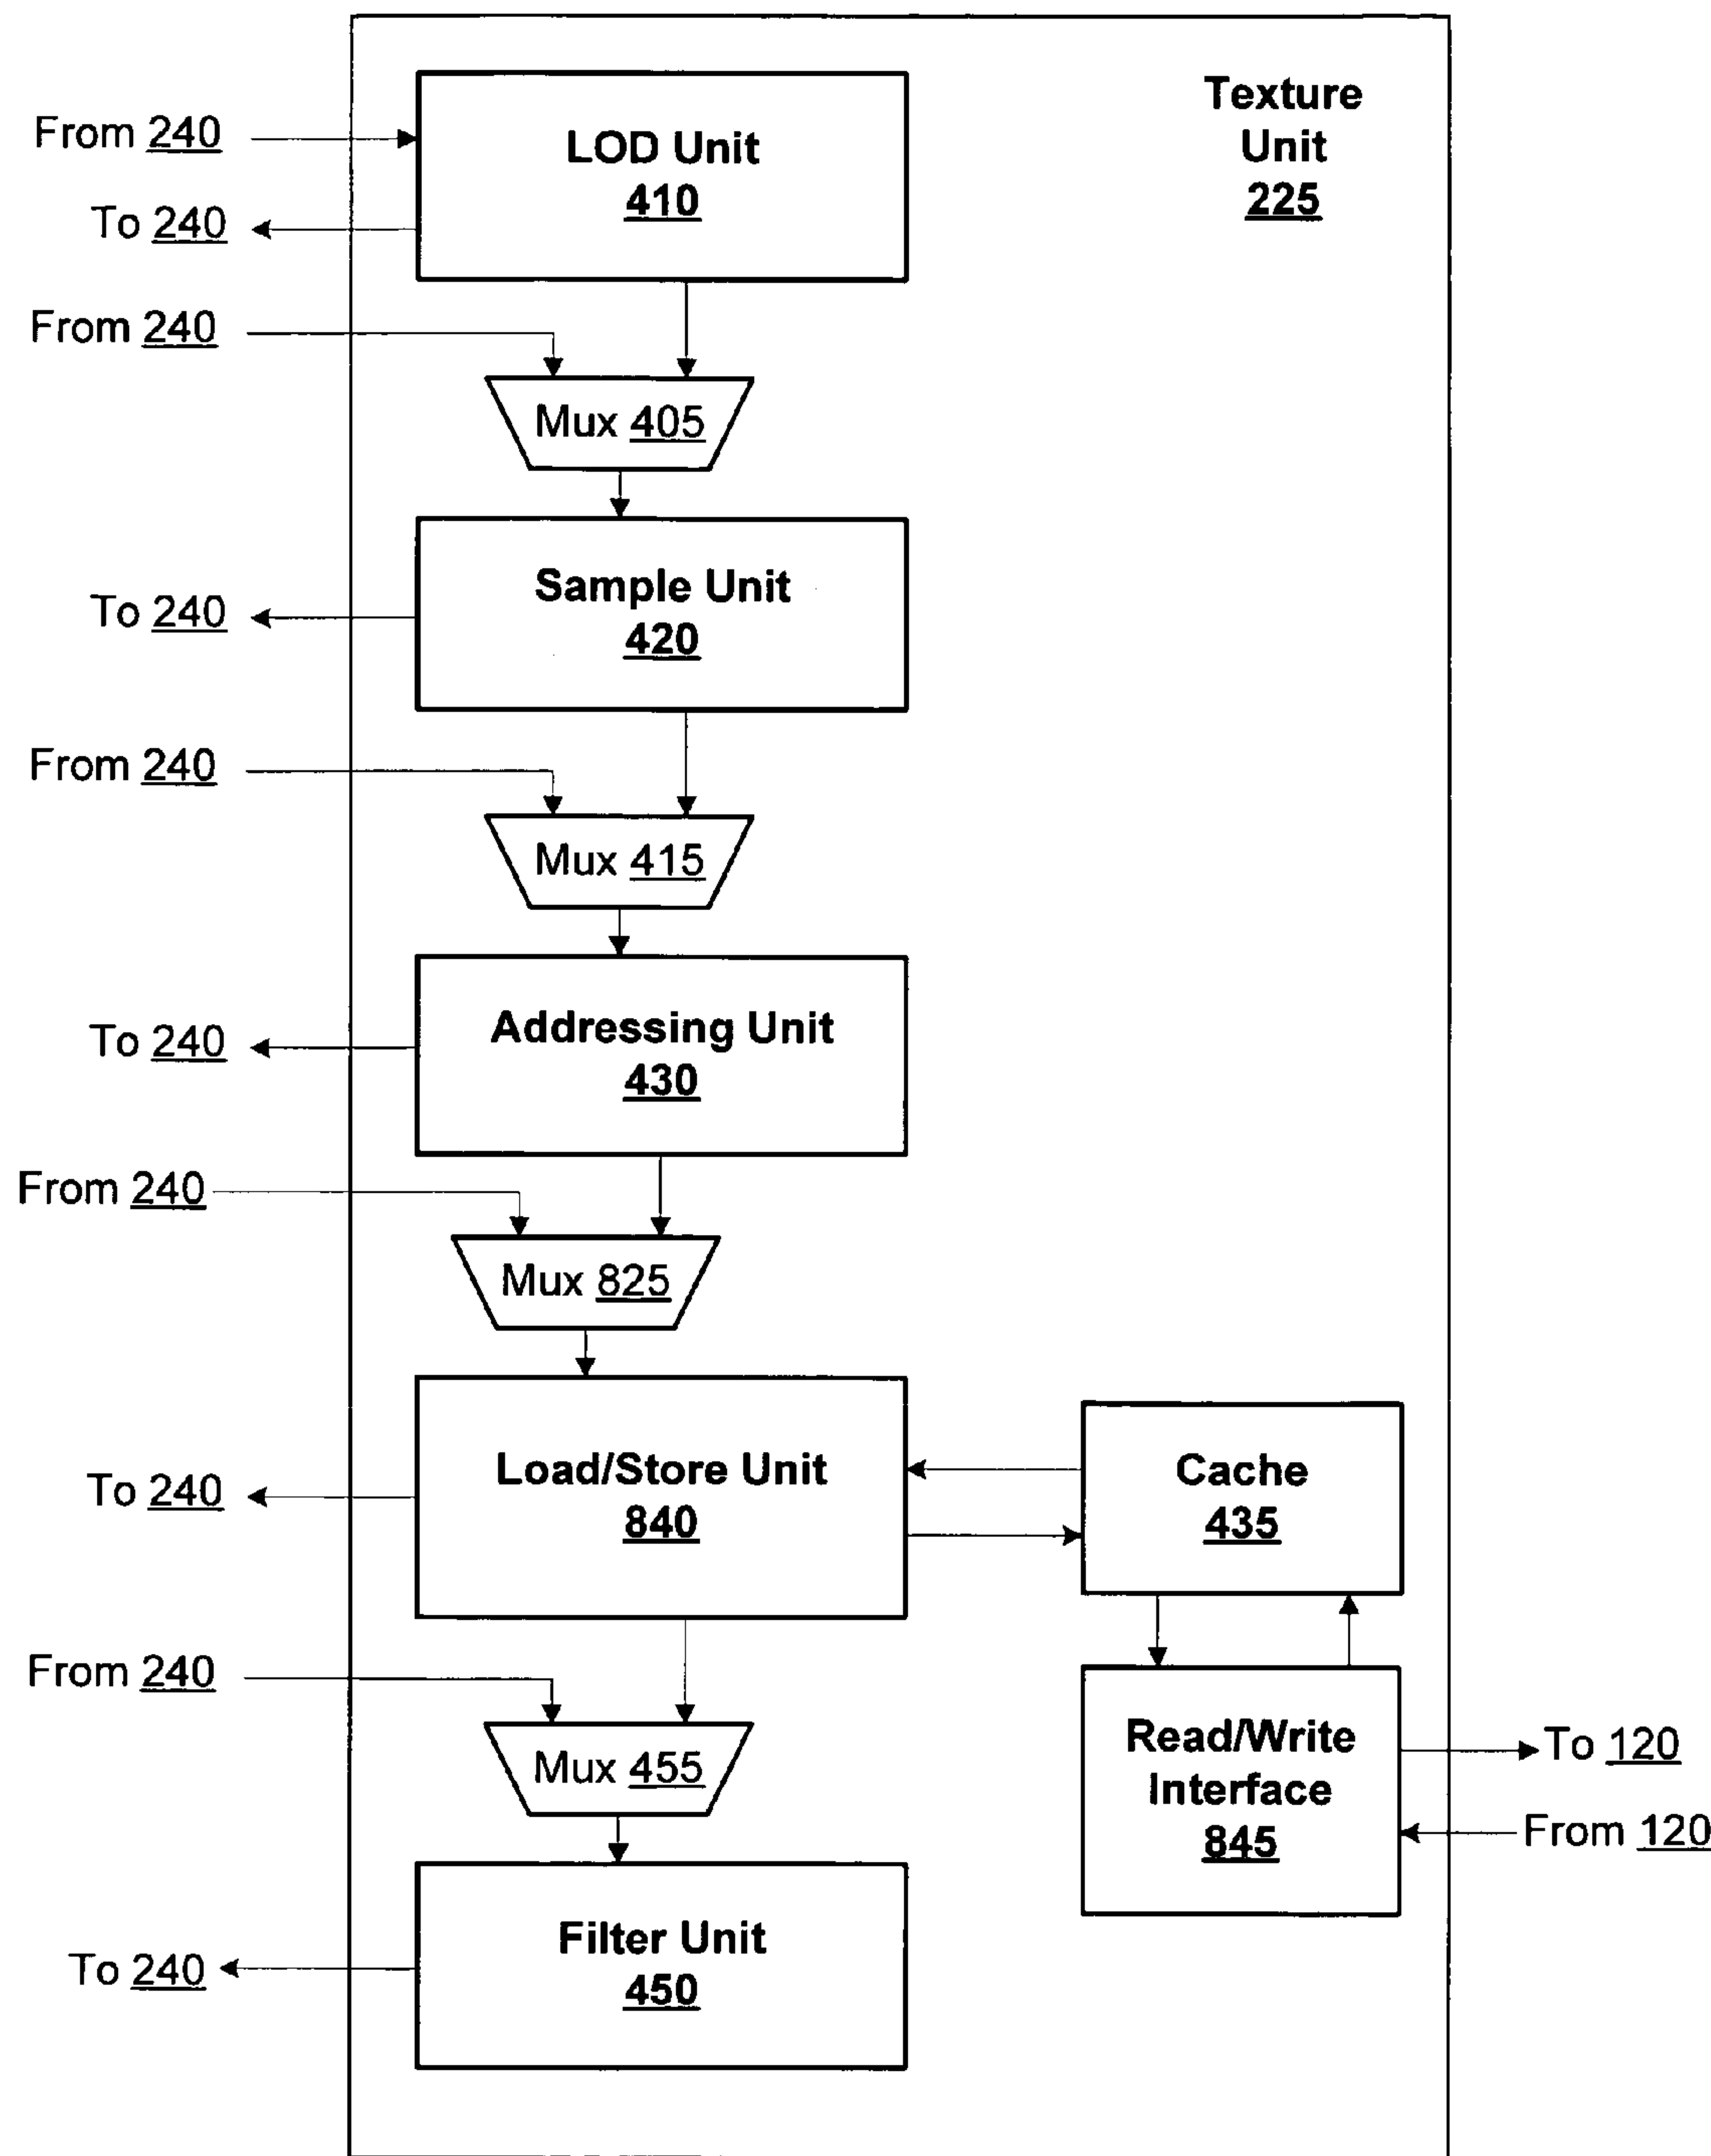 Texture
Unit
225
From 240
LOD Unit
410
To 240
From 240
Mux 405
Sample Unit
420
To 240
From 240
Mux 415
Addressing Unit
430
To 240
From 240
Mux 825
Load/Store Unit
840
To 240
Cache
435
From 240
Mux 455
Read/Write
Interface
845
To 120
From 120
Filter Unit
450
To 240